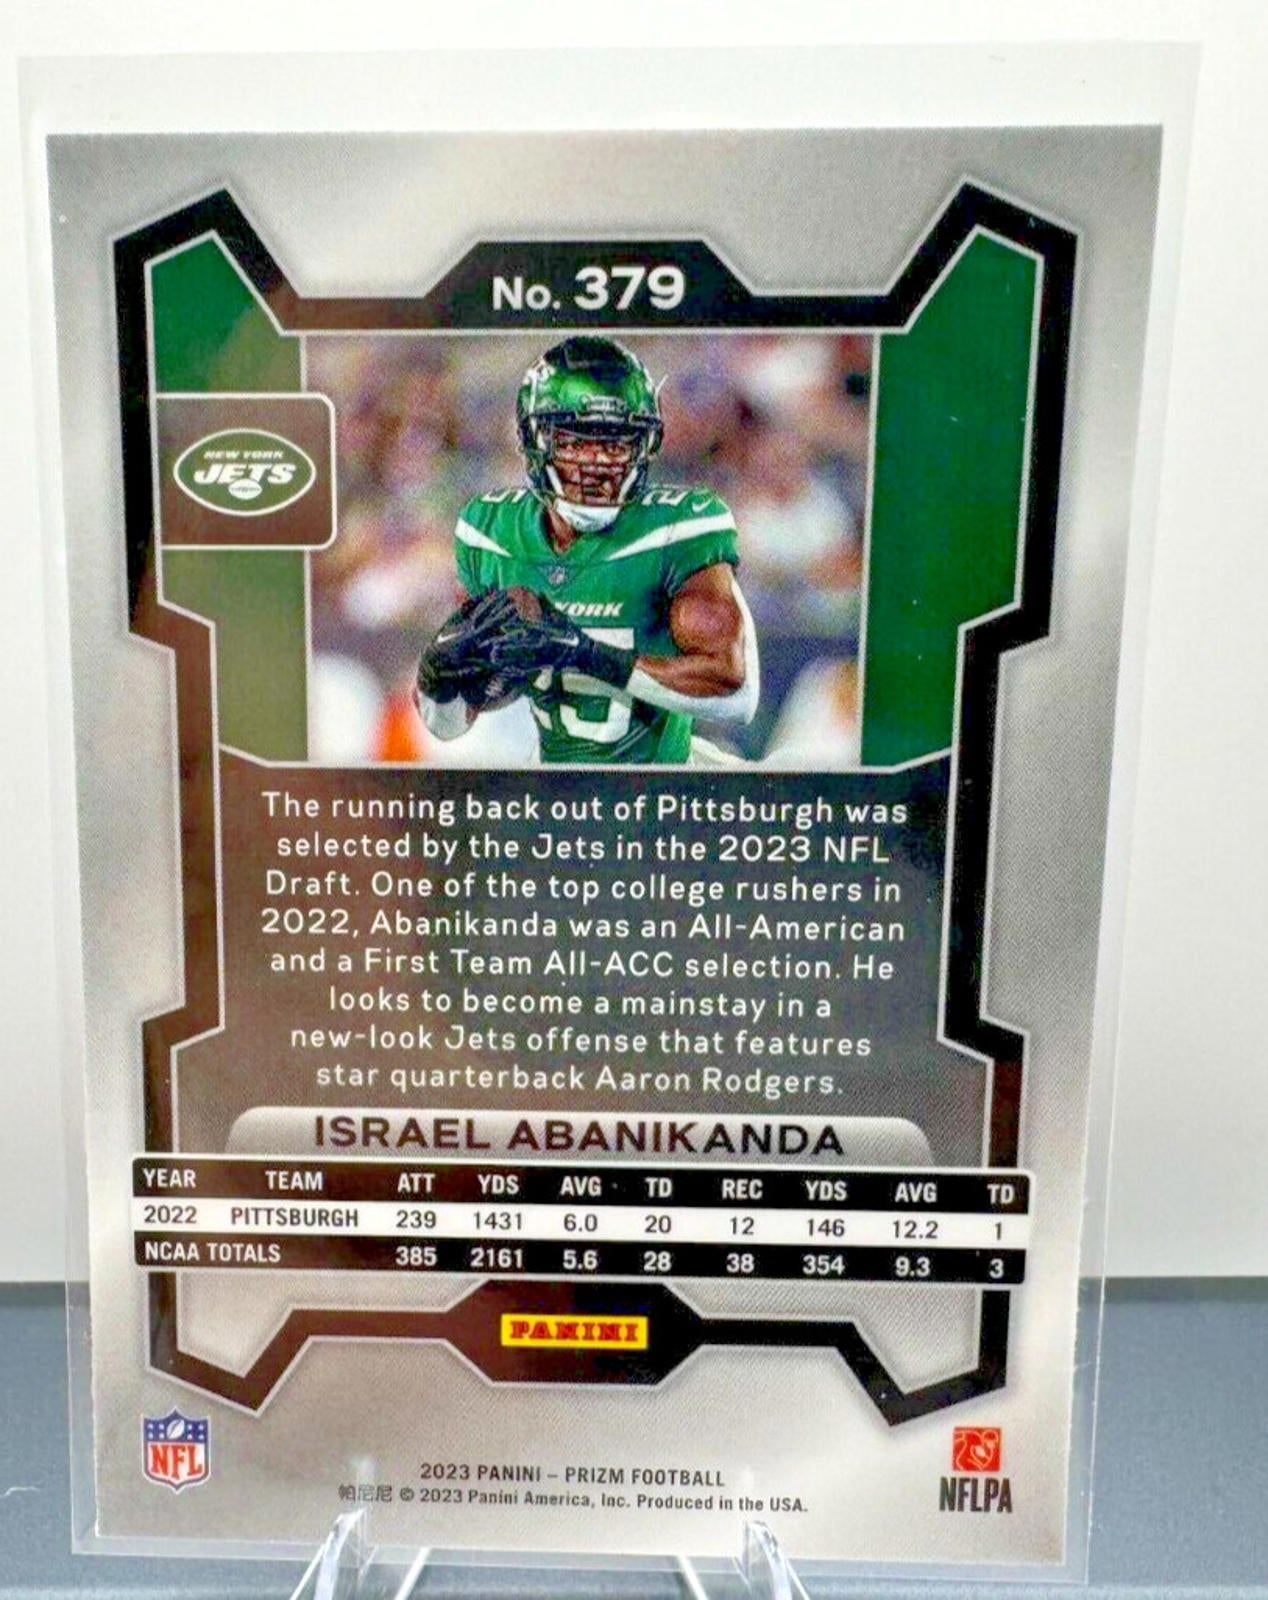 No. 379
NEW YORK
JETS
25
YORK
25
The running back out of Pittsburgh was
selected by the Jets in the 2023 NFL
Draft. One of the top college rushers in
2022, Abanikanda was an All-American
and a First Team All-ACC selection. He
looks to become a mainstay in a
new-look Jets offense that features
star quarterback Aaron Rodgers.
ISRAEL ABANIKANDA
YEAR TEAM ATT YDS AVG TD REC YDS AVG TD
2022 PITTSBURGH 239 1431 6.0 20 12 146 12.2 1
NCAA TOTALS 385 2161 5.6 28 38 354 9.3 3
PANINI
NFL
NFLPA
2023 PANINI – PRIZM FOOTBALL
帕尼尼 © 2023 Panini America, Inc. Produced in the USA.